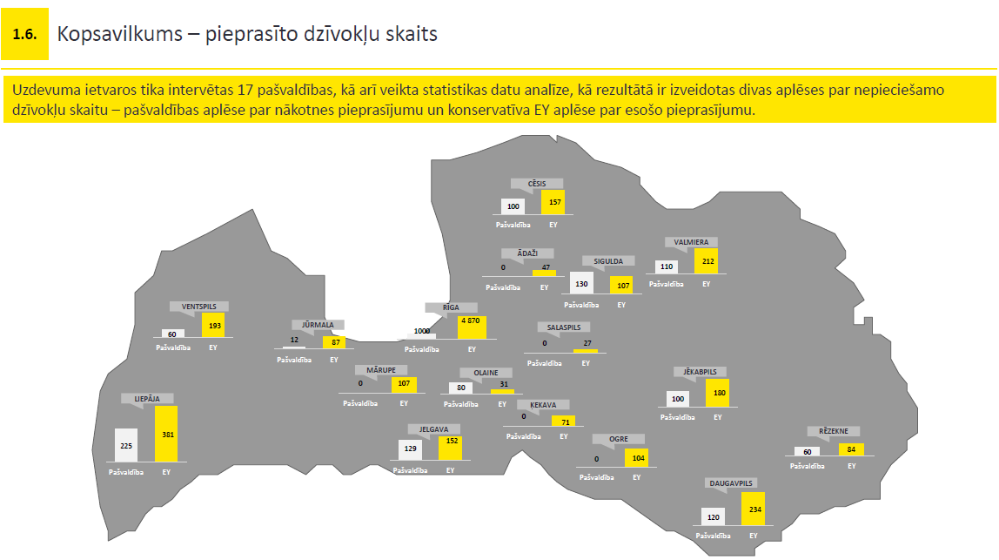 1.6.
Kopsavilkums – pieprasīto dzīvokļu skaits
Uzdevuma ietvaros tika intervētas 17 pašvaldības, kā arī veikta statistikas datu analīze, kā rezultātā ir izveidotas divas aplēses par nepieciešamo
dzīvokļu skaitu – pašvaldības aplēse par nākotnes pieprasījumu un konservatīva EY aplēse par esošo pieprasījumu.
CĒSIS
100 157
Pašvaldība EY
VALMIERA
110 212
Pašvaldība EY
ĀDAŽI
0 47
Pašvaldība EY
SIGULDA
130 107
Pašvaldība EY
VENTSPILS
60 193
Pašvaldība EY
JŪRMALA
12 87
Pašvaldība EY
RĪGA
1000 4 870
Pašvaldība EY
SALASPILS
0 27
Pašvaldība EY
MĀRUPE
0 107
Pašvaldība EY
OLAINE
80 31
Pašvaldība EY
JĒKABPILS
100 180
Pašvaldība EY
LIEPĀJA
225 381
Pašvaldība EY
ĶEKAVA
0 71
Pašvaldība EY
JELGAVA
129 152
Pašvaldība EY
OGRE
0 104
Pašvaldība EY
RĒZEKNE
60 84
Pašvaldība EY
DAUGAVPILS
120 234
Pašvaldība EY